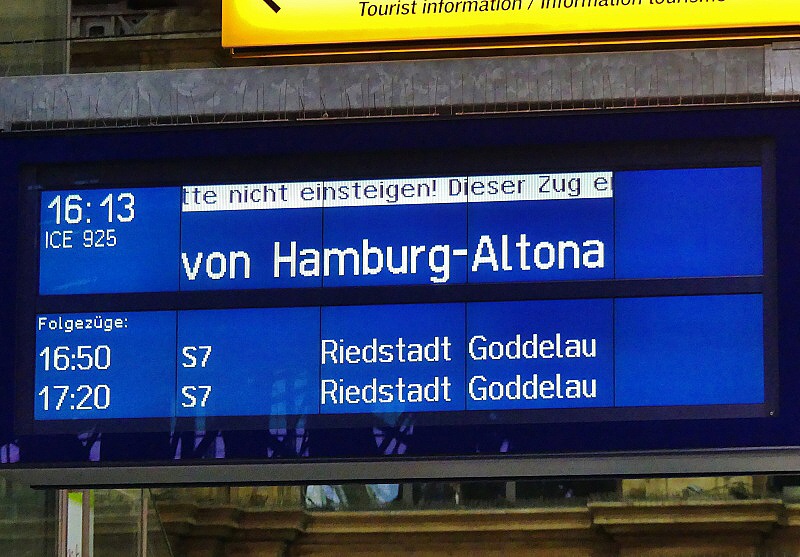 Tourist information / Information tourisme
16:13
tte nicht einsteigen! Dieser Zug e
ICE 925
von Hamburg-Altona
Folgezüge:
16:50 S7 Riedstadt Goddelau
17:20 S7 Riedstadt Goddelau